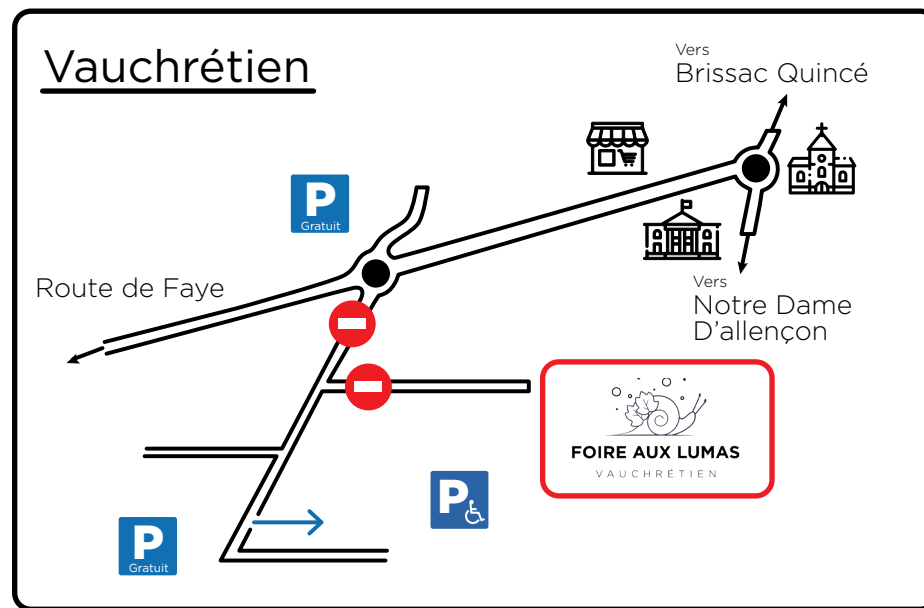 Vauchrétien
Vers
Brissac Quincé
P
Gratuit
Route de Faye
Vers
Notre Dame
D'allençon
FOIRE AUX LUMAS
VAUCHRÉTIEN
P
P
Gratuit